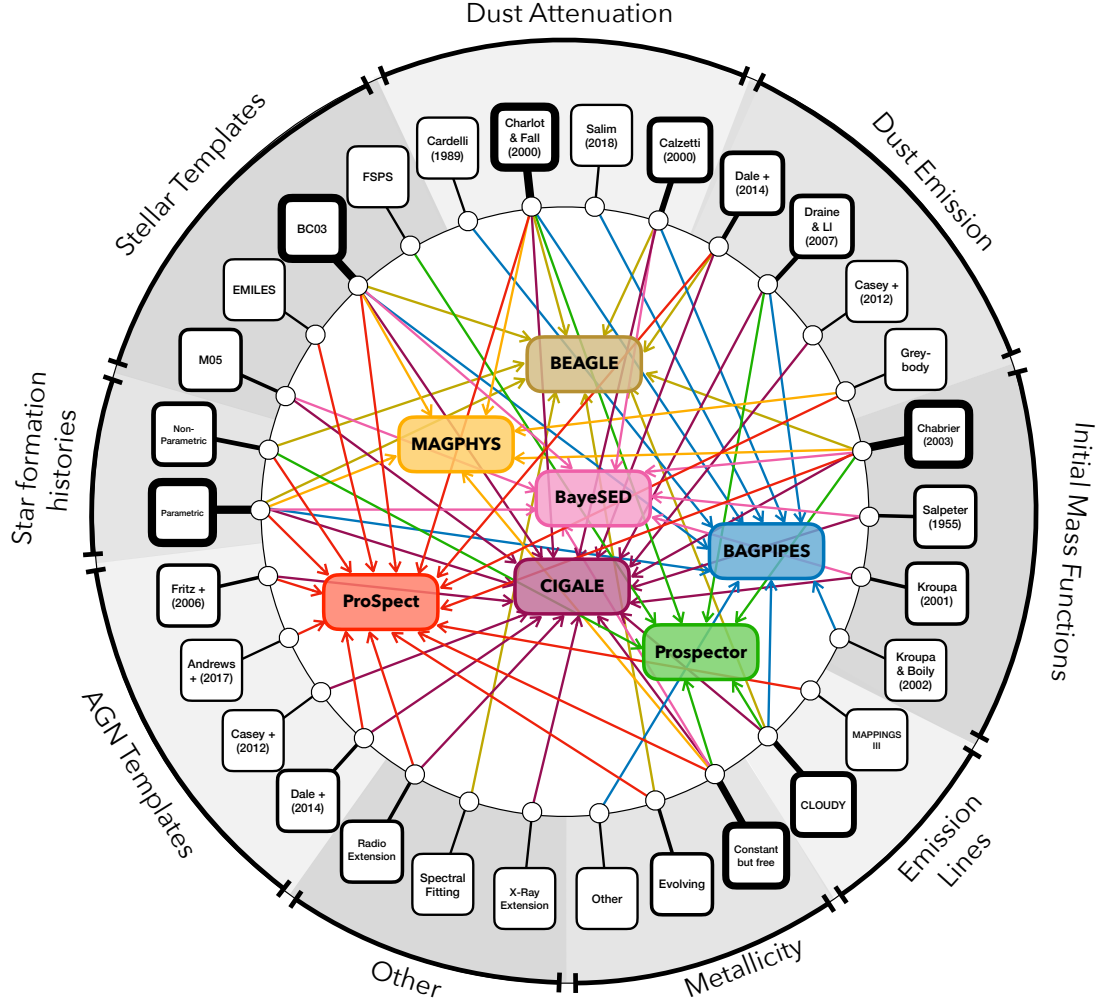 Dust Attenuation
Stellar Templates
Dust Emission
Star formation
histories
Initial Mass Functions
AGN Templates
Emission
Lines
Other
Metallicity
Cardelli
(1989)
Charlot
& Fall
(2000)
Salim
(2018)
Calzetti
(2000)
Dale +
(2014)
Draine
& LI
(2007)
Casey +
(2012)
Grey-
body
Chabrier
(2003)
Salpeter
(1955)
Kroupa
(2001)
Kroupa
& Boily
(2002)
MAPPINGS
III
CLOUDY
Constant
but free
Evolving
Other
X-Ray
Extension
Spectral
Fitting
Radio
Extension
Dale +
(2014)
Casey +
(2012)
Andrews
+ (2017)
Fritz +
(2006)
Parametric
Non-
Parametric
M05
EMILES
BC03
FSPS
BEAGLE
MAGPHYS
BayeSED
BAGPIPES
CIGALE
ProSpect
Prospector